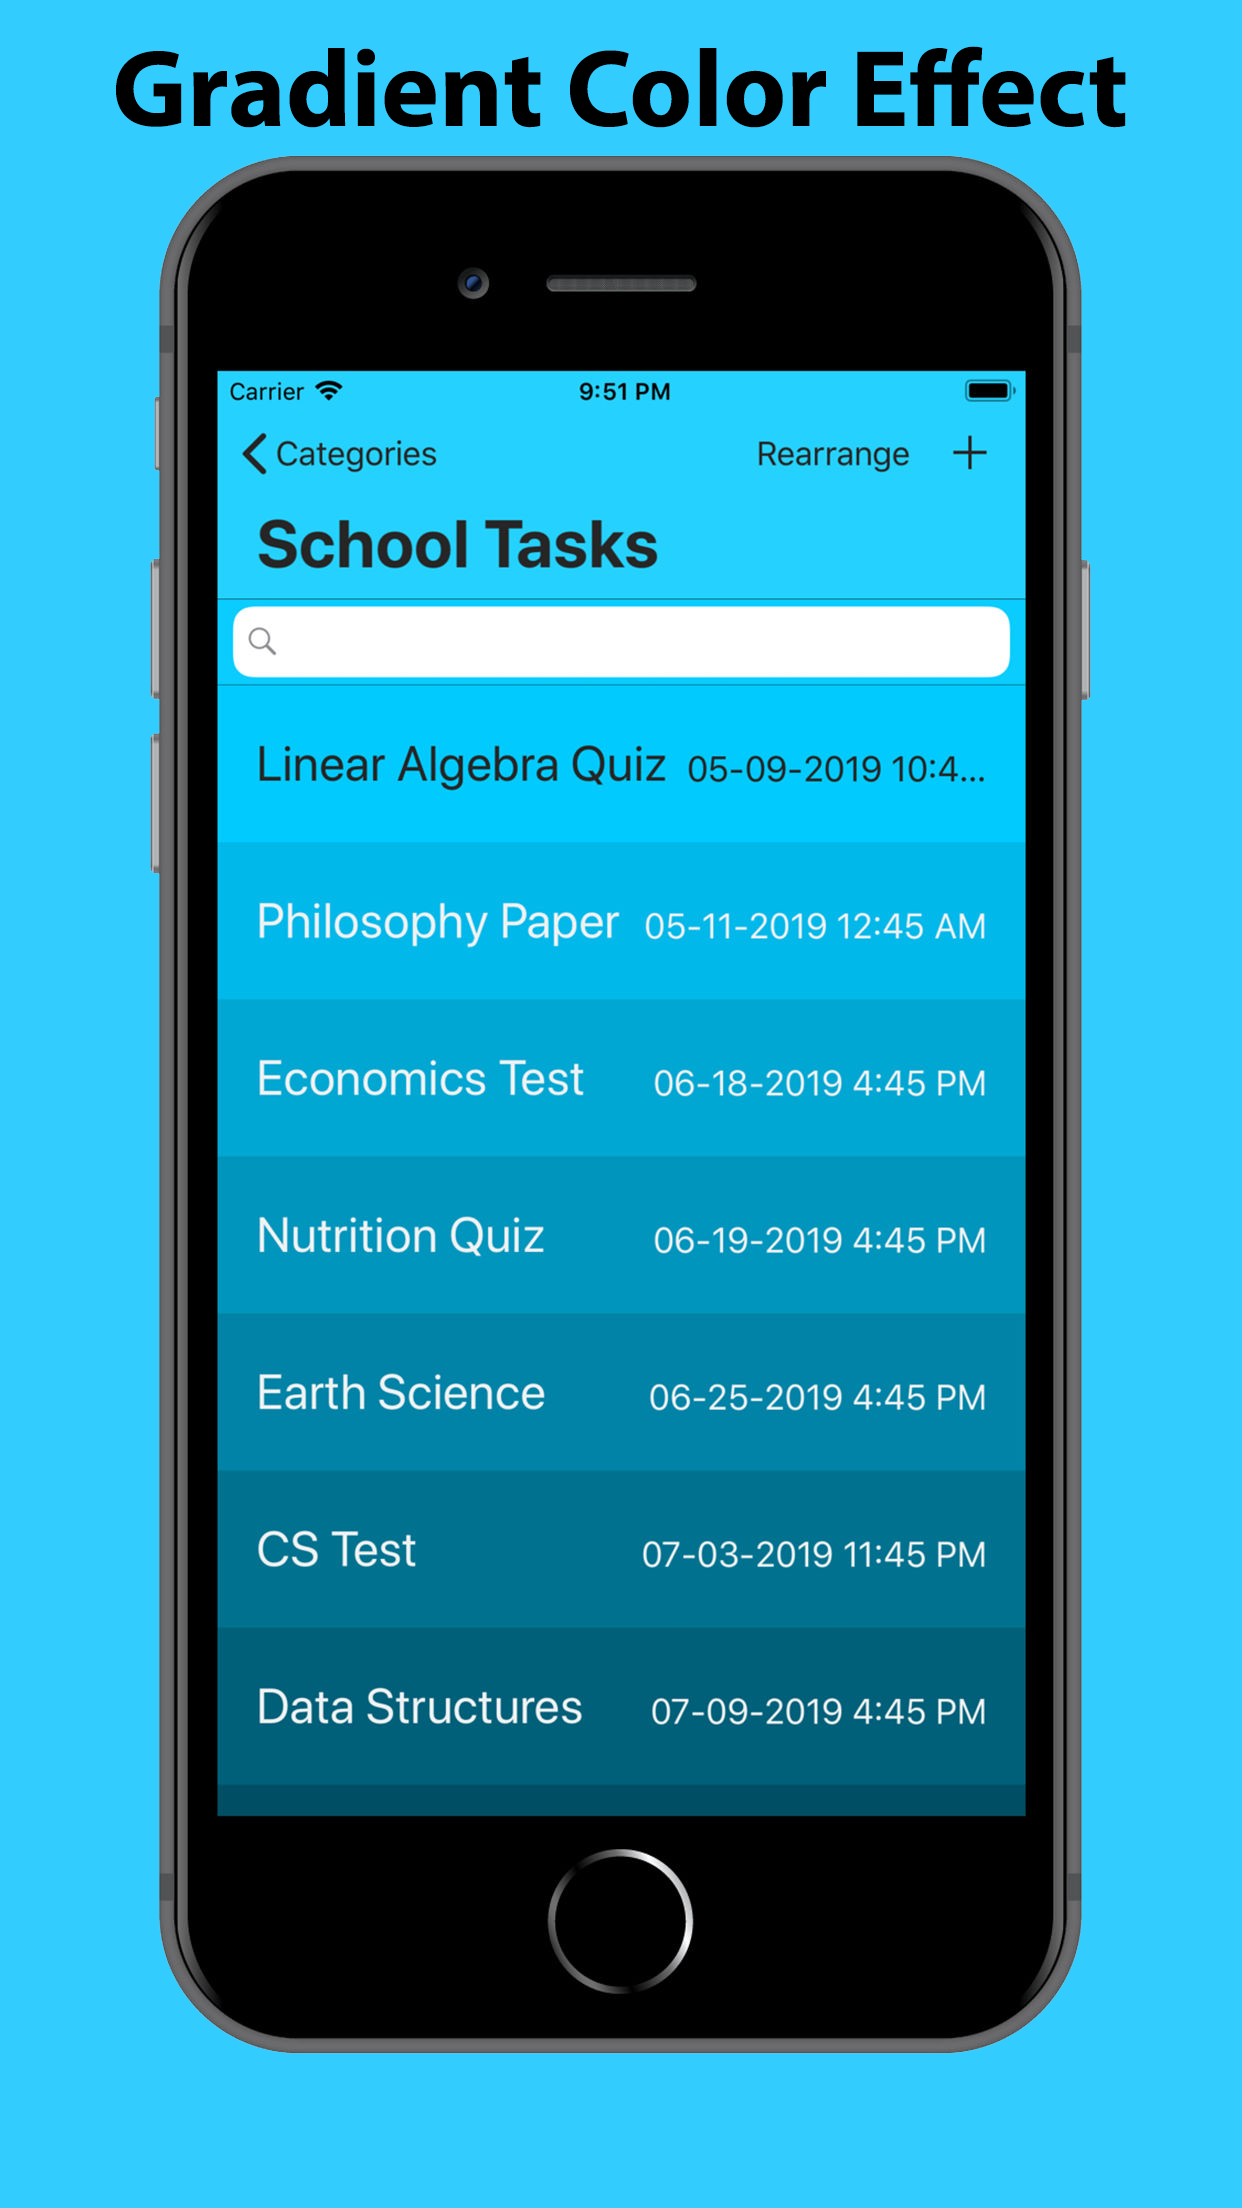 Gradient Color Effect
Carrier 9:51 PM
Categories Rearrange +
School Tasks
Linear Algebra Quiz 05-09-2019 10:4...
Philosophy Paper 05-11-2019 12:45 AM
Economics Test 06-18-2019 4:45 PM
Nutrition Quiz 06-19-2019 4:45 PM
Earth Science 06-25-2019 4:45 PM
CS Test 07-03-2019 11:45 PM
Data Structures 07-09-2019 4:45 PM